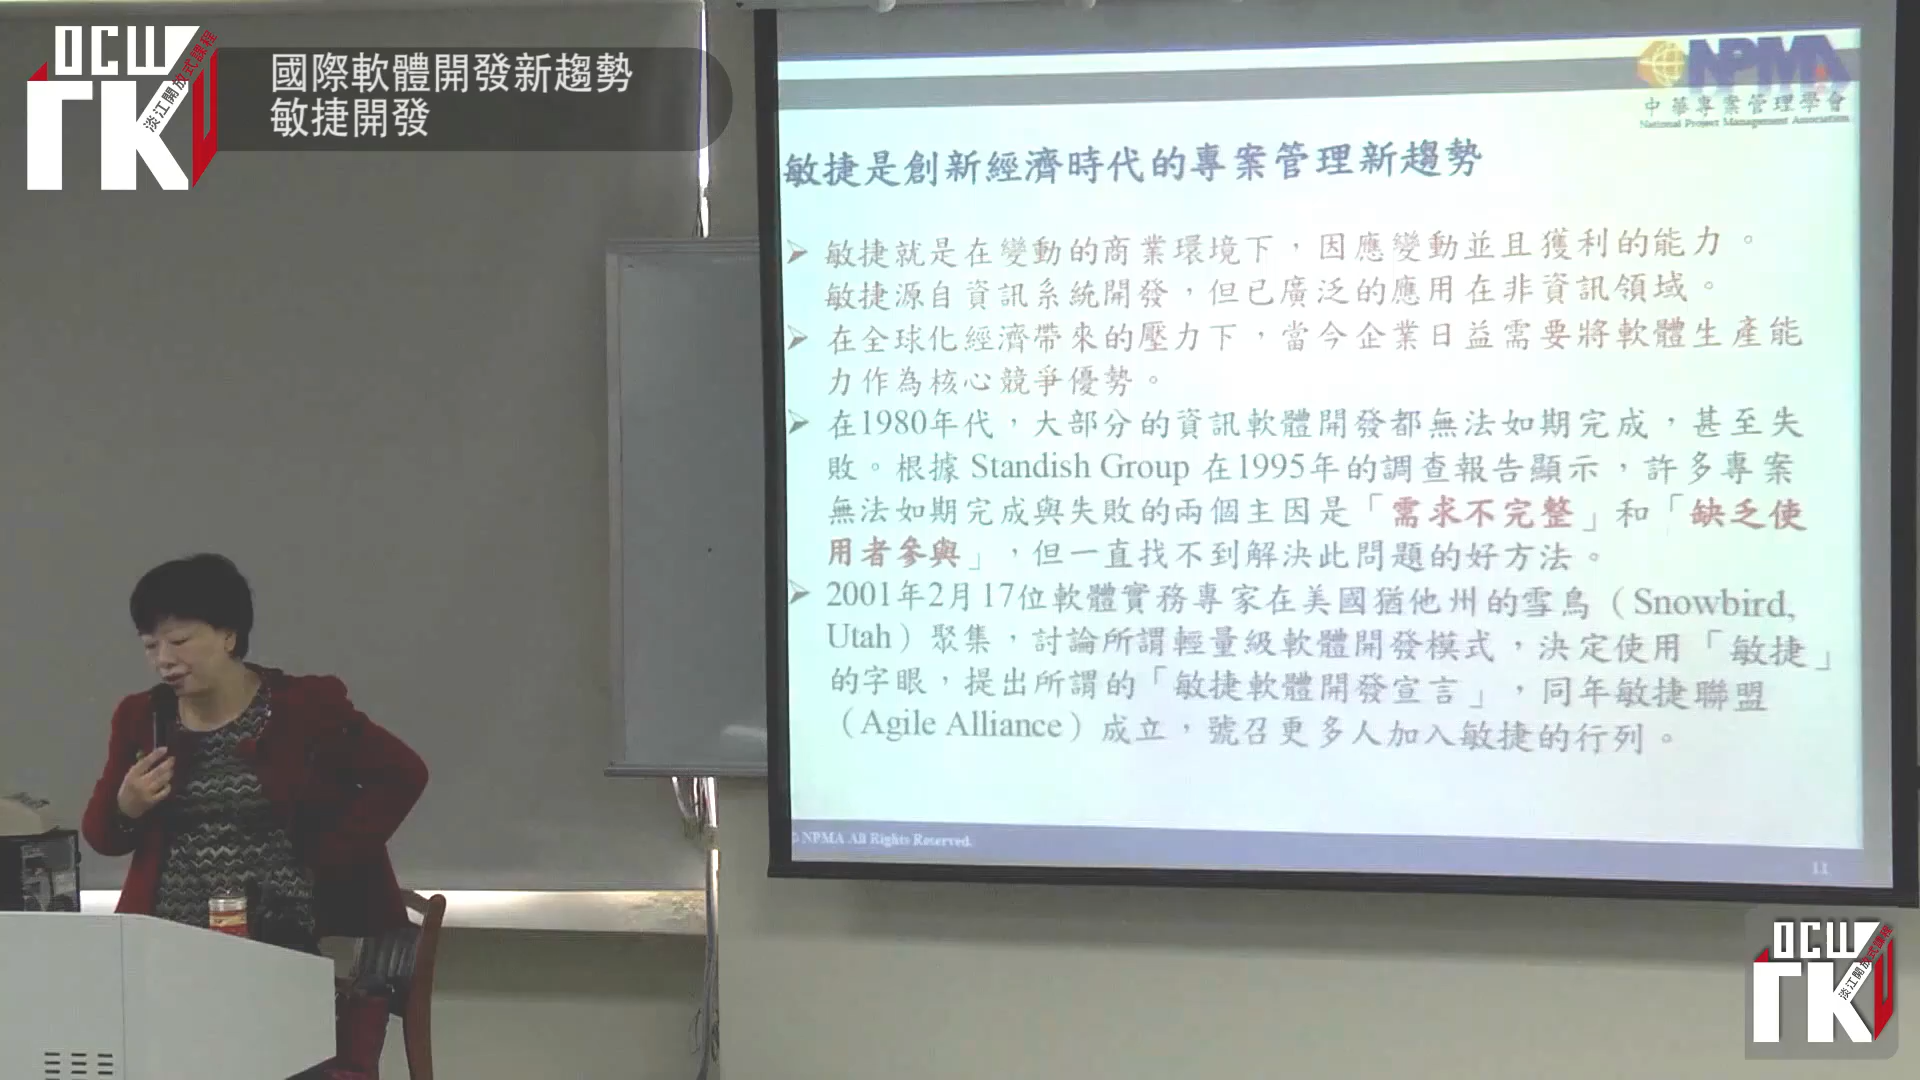 OCW
TKU
淡江開放式課程
國際軟體開發新趨勢
敏捷開發
NPMA
中華專案管理學會
National Project Management Association
敏捷是創新經濟時代的專案管理新趨勢
敏捷就是在變動的商業環境下，因應變動並且獲利的能力。
敏捷源自資訊系統開發，但已廣泛的應用在非資訊領域。
在全球化經濟帶來的壓力下，當今企業日益需要將軟體生產能
力作為核心競爭優勢。
在1980年代，大部分的資訊軟體開發都無法如期完成，甚至失
敗。根據 Standish Group 在1995年的調查報告顯示，許多專案
無法如期完成與失敗的兩個主因是「需求不完整」和「缺乏使
用者參與」，但一直找不到解決此問題的好方法。
2001年2月17位軟體實務專家在美國猶他州的雪鳥（Snowbird,
Utah）聚集，討論所謂輕量級軟體開發模式，決定使用「敏捷」
的字眼，提出所謂的「敏捷軟體開發宣言」，同年敏捷聯盟
（Agile Alliance）成立，號召更多人加入敏捷的行列。
© NPMA All Rights Reserved.
11
OCW
TKU
淡江開放式課程